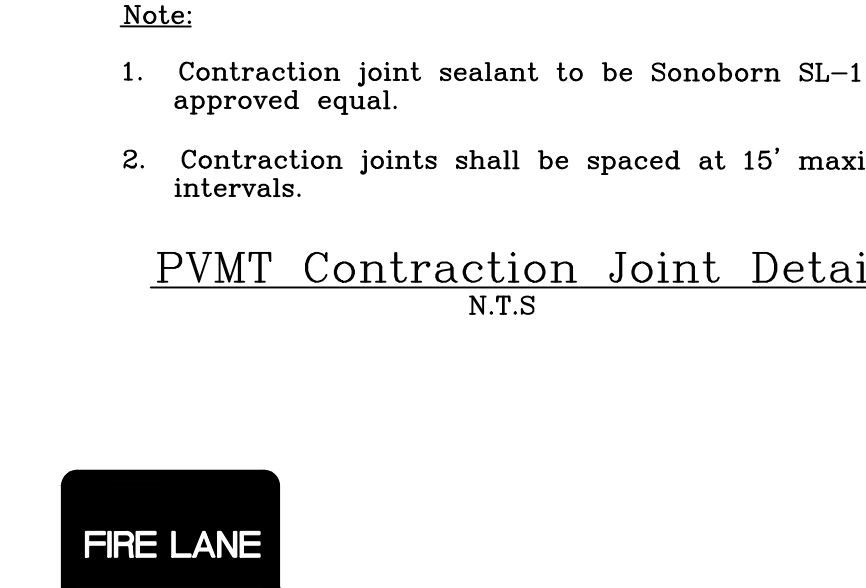 Note:
1. Contraction joint sealant to be Sonoborn SL-1
approved equal.
2. Contraction joints shall be spaced at 15' maxi
intervals.
PVMT Contraction Joint Detai
N.T.S
FIRE LANE